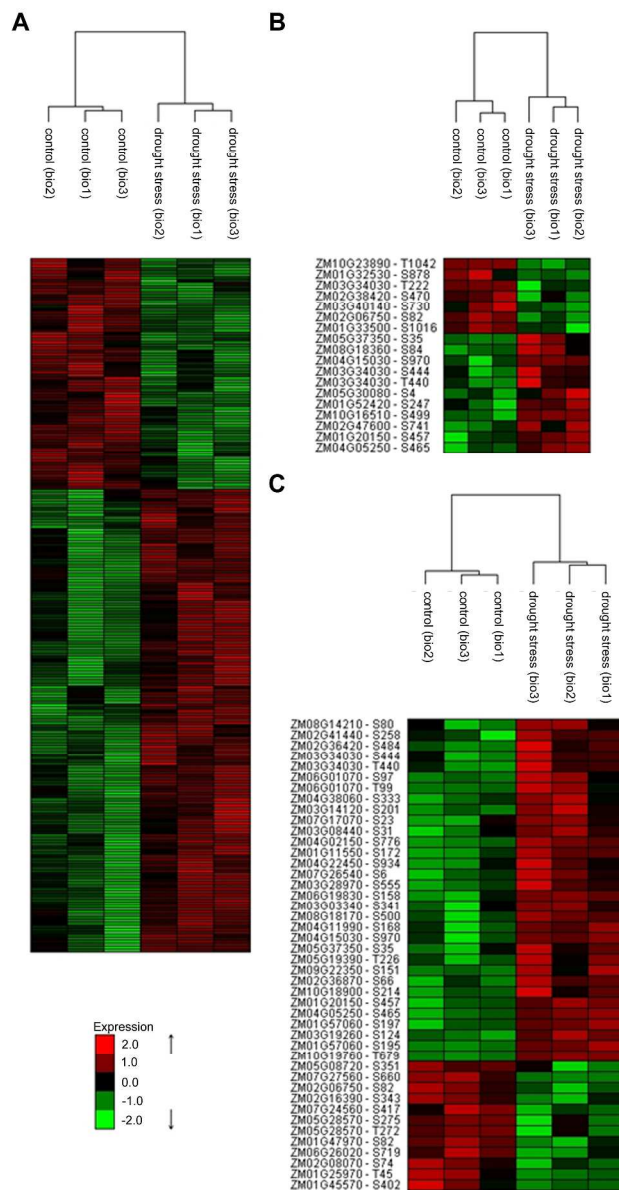 A
control (bio2)
control (bio1)
control (bio3)
drought stress (bio2)
drought stress (bio1)
drought stress (bio3)
B
control (bio2)
control (bio3)
control (bio1)
drought stress (bio3)
drought stress (bio1)
drought stress (bio2)
ZM10G23890 - T1042
ZM01G32530 - S878
ZM03G34030 - T222
ZM02G38420 - S470
ZM03G40140 - S730
ZM02G06750 - S82
ZM01G33500 - S1016
ZM05G37350 - S35
ZM08G18360 - S84
ZM04G15030 - S970
ZM03G34030 - S444
ZM03G34030 - T440
ZM05G30080 - S4
ZM01G52420 - S247
ZM10G16510 - S499
ZM02G47600 - S741
ZM01G20150 - S457
ZM04G05250 - S465
C
control (bio2)
control (bio3)
control (bio1)
drought stress (bio3)
drought stress (bio2)
drought stress (bio1)
ZM08G14210 - S80
ZM02G41440 - S258
ZM02G36420 - S484
ZM03G34030 - S444
ZM03G34030 - T440
ZM06G01070 - S97
ZM06G01070 - T99
ZM04G38060 - S333
ZM03G14120 - S201
ZM07G17070 - S23
ZM03G08440 - S31
ZM04G02150 - S776
ZM01G11550 - S172
ZM04G22450 - S934
ZM07G26540 - S6
ZM03G28970 - S555
ZM06G19830 - S158
ZM03G03340 - S341
ZM08G18170 - S500
ZM04G11990 - S168
ZM04G15030 - S970
ZM05G37350 - S35
ZM05G19390 - T226
ZM09G22350 - S151
ZM02G36870 - S66
ZM10G18900 - S214
ZM01G20150 - S457
ZM04G05250 - S465
ZM01G57060 - S197
ZM03G19260 - S124
ZM01G57060 - S195
ZM10G19760 - T679
ZM05G08720 - S351
ZM07G27560 - S660
ZM02G06750 - S82
ZM02G16390 - S343
ZM07G24560 - S417
ZM05G28570 - S275
ZM05G28570 - T272
ZM01G47970 - S82
ZM06G26020 - S719
ZM02G08070 - S74
ZM01G25970 - T45
ZM01G45570 - S402
Expression
2.0
1.0
0.0
-1.0
-2.0